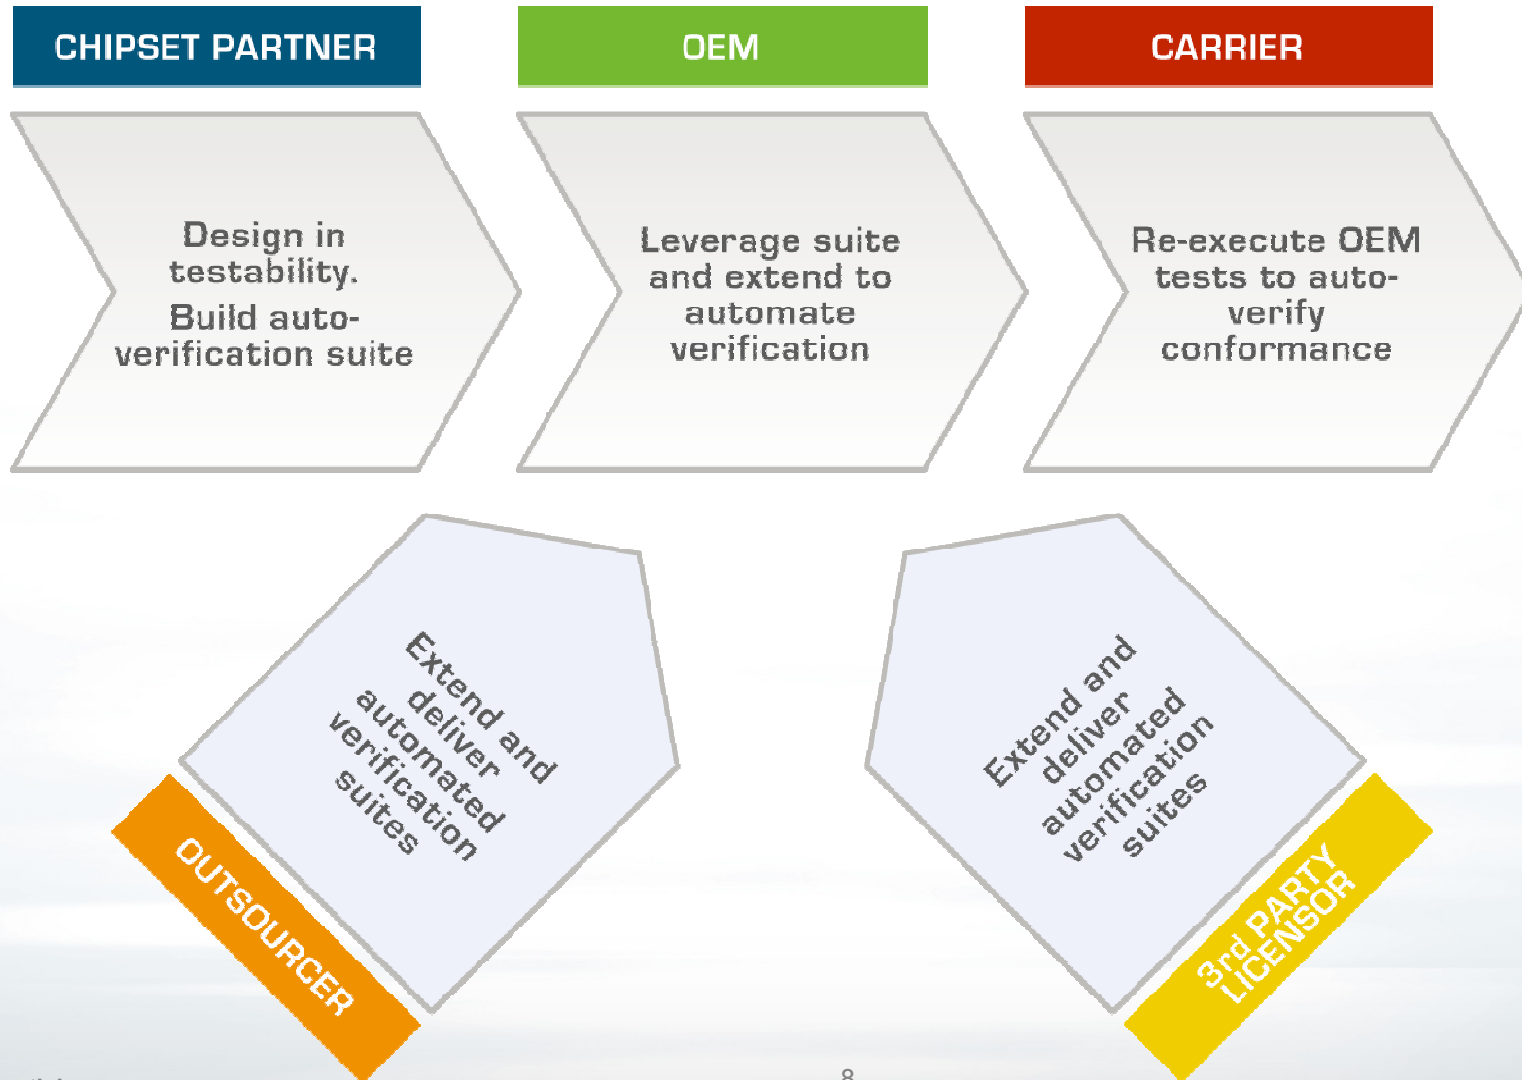 CHIPSET PARTNER
OEM
CARRIER
Design in
testability.
Build auto-
verification suite
Leverage suite
and extend to
automate
verification
Re-execute OEM
tests to auto-
verify
conformance
Extend and
deliver
automated
verification
suites
OUTSOURCER
Extend and
deliver
automated
verification
suites
3rd PARTY
LICENSOR
8